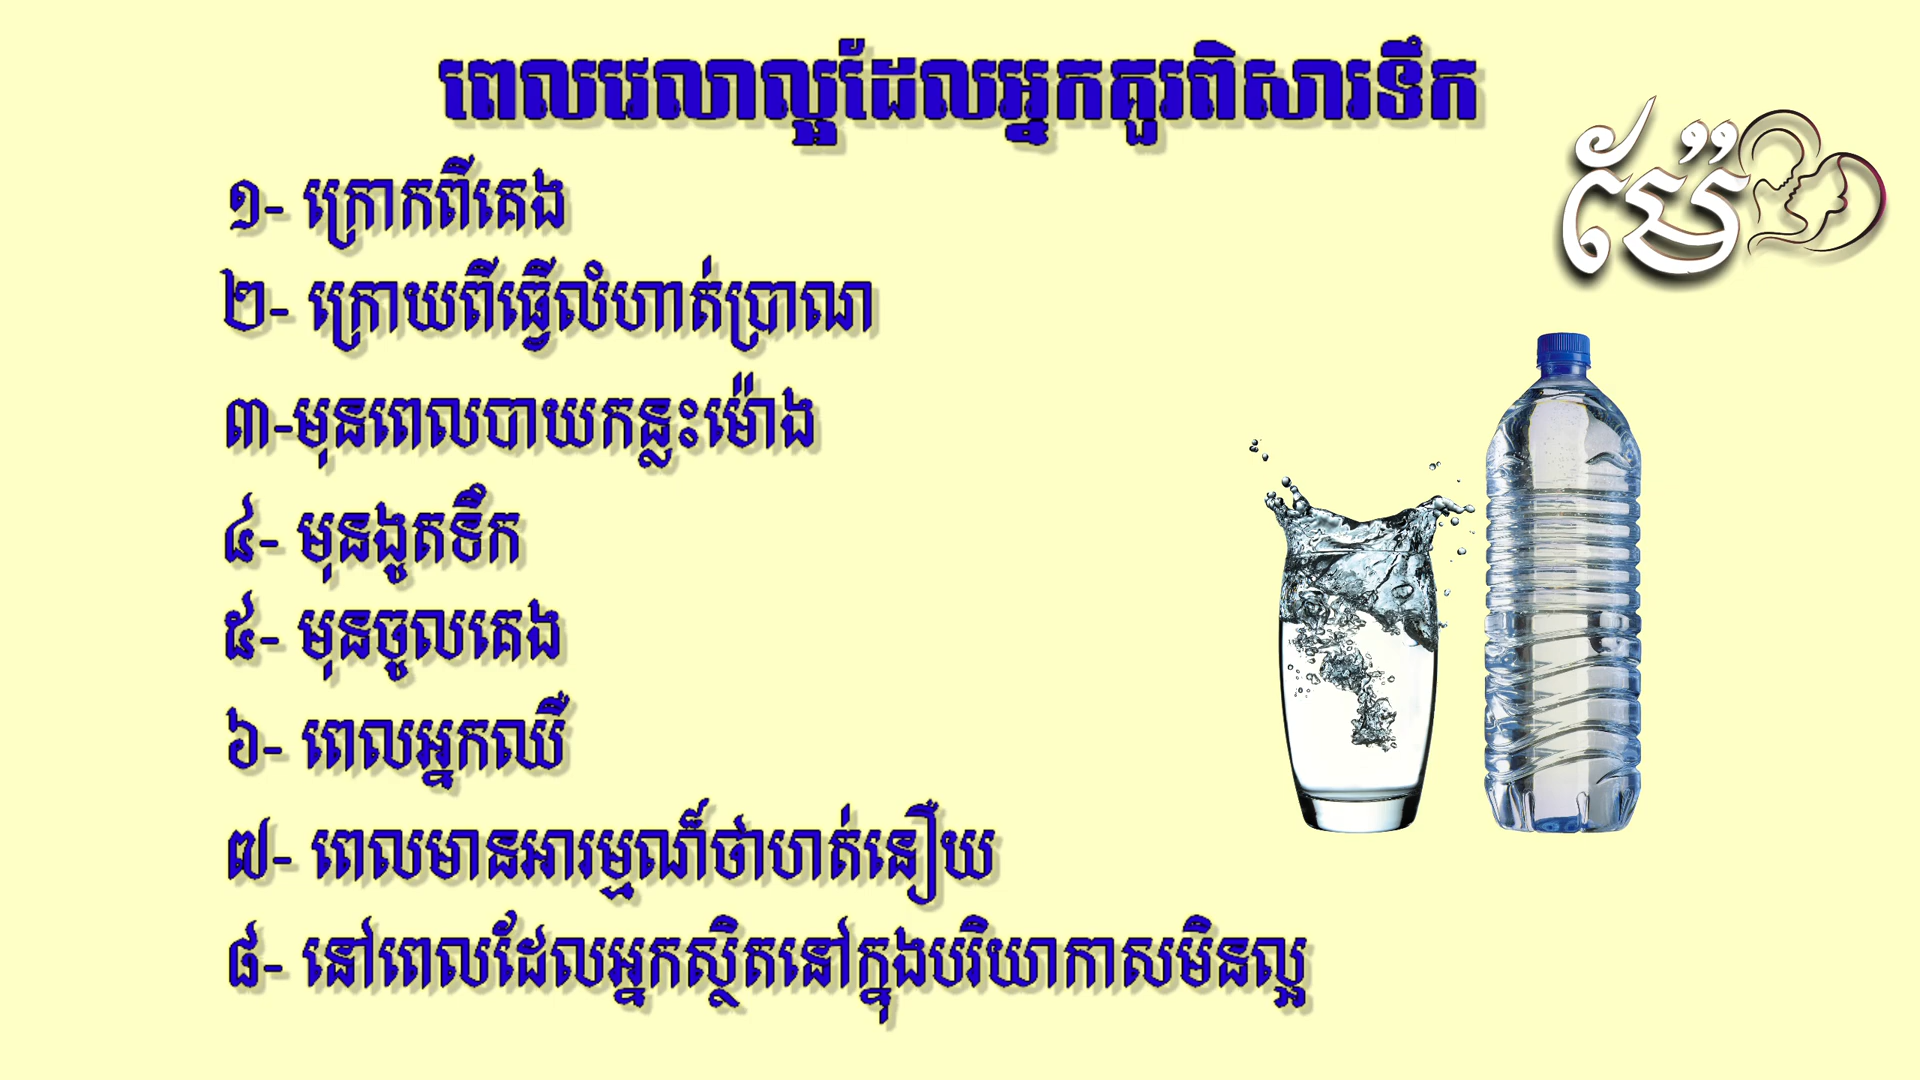 ពេលវេលាល្អដែលអ្នកគួរពិសារទឹក
១- ក្រោកពីគេង
២- ក្រោយពីធ្វើលំហាត់ប្រាណ
៣-មុនពេលបាយកន្លះម៉ោង
៤- មុនងូតទឹក
៥- មុនចូលគេង
៦- ពេលអ្នកឈឺ
៧- ពេលមានអារម្មណ៍ថាហត់នឿយ
៨- នៅពេលដែលអ្នកស្ថិតនៅក្នុងបរិយាកាសមិនល្អ